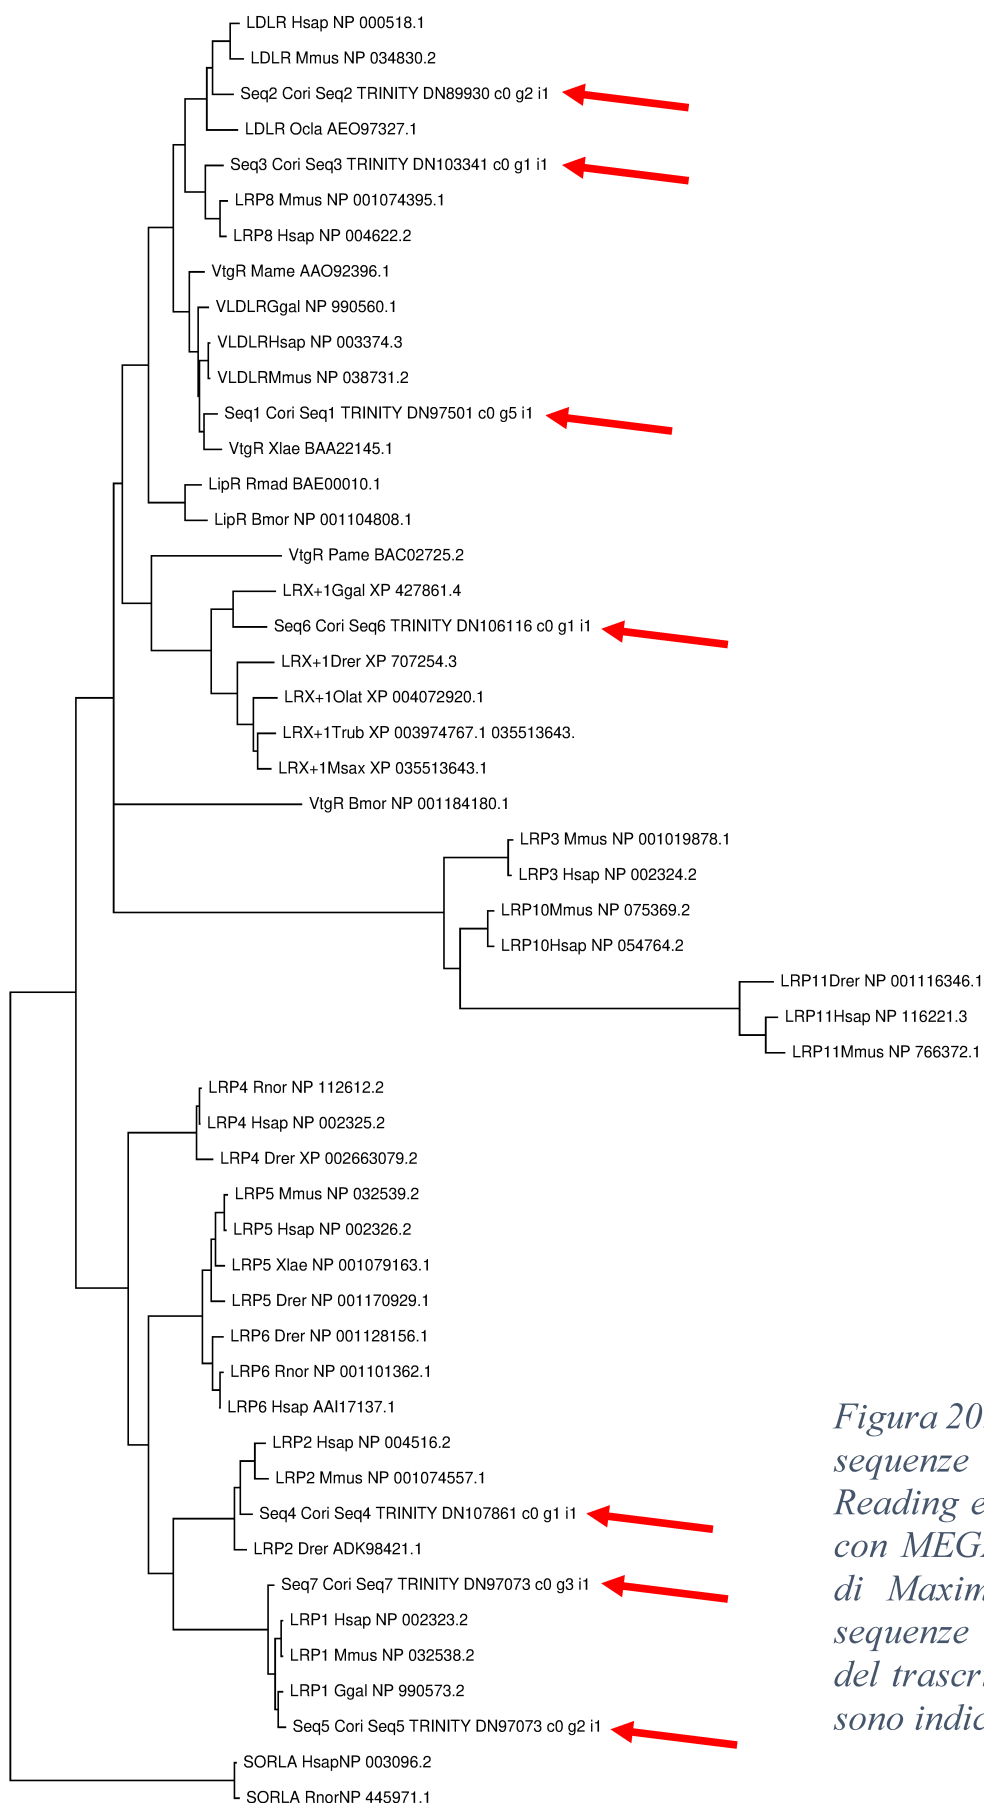 LDLR Hsap NP 000518.1
LDLR Mmus NP 034830.2
Seq2 Cori Seq2 TRINITY DN89930 c0 g2 i1
LDLR Ocla AEO97327.1
Seq3 Cori Seq3 TRINITY DN103341 c0 g1 i1
LRP8 Mmus NP 001074395.1
LRP8 Hsap NP 004622.2
VtgR Mame AAO92396.1
VLDLRGgal NP 990560.1
VLDLRHsap NP 003374.3
VLDLRMmus NP 038731.2
Seq1 Cori Seq1 TRINITY DN97501 c0 g5 i1
VtgR Xlae BAA22145.1
LipR Rmad BAE00010.1
LipR Bmor NP 001104808.1
VtgR Pame BAC02725.2
LRX+1Ggal XP 427861.4
Seq6 Cori Seq6 TRINITY DN106116 c0 g1 i1
LRX+1Drer XP 707254.3
LRX+1Olat XP 004072920.1
LRX+1Trub XP 003974767.1 035513643.
LRX+1Msax XP 035513643.1
VtgR Bmor NP 001184180.1
LRP3 Mmus NP 001019878.1
LRP3 Hsap NP 002324.2
LRP10Mmus NP 075369.2
LRP10Hsap NP 054764.2
LRP11Drer NP 001116346.1
LRP11Hsap NP 116221.3
LRP11Mmus NP 766372.1
LRP4 Rnor NP 112612.2
LRP4 Hsap NP 002325.2
LRP4 Drer XP 002663079.2
LRP5 Mmus NP 032539.2
LRP5 Hsap NP 002326.2
LRP5 Xlae NP 001079163.1
LRP5 Drer NP 001170929.1
LRP6 Drer NP 001128156.1
LRP6 Rnor NP 001101362.1
LRP6 Hsap AAI17137.1
LRP2 Hsap NP 004516.2
LRP2 Mmus NP 001074557.1
Seq4 Cori Seq4 TRINITY DN107861 c0 g1 i1
LRP2 Drer ADK98421.1
Seq7 Cori Seq7 TRINITY DN97073 c0 g3 i1
LRP1 Hsap NP 002323.2
LRP1 Mmus NP 032538.2
LRP1 Ggal NP 990573.2
Seq5 Cori Seq5 TRINITY DN97073 c0 g2 i1
SORLA HsapNP 003096.2
SORLA RnorNP 445971.1
Figura 20
sequenze
Reading
con MEG
di Maxim
sequenze
del trascr
sono indic